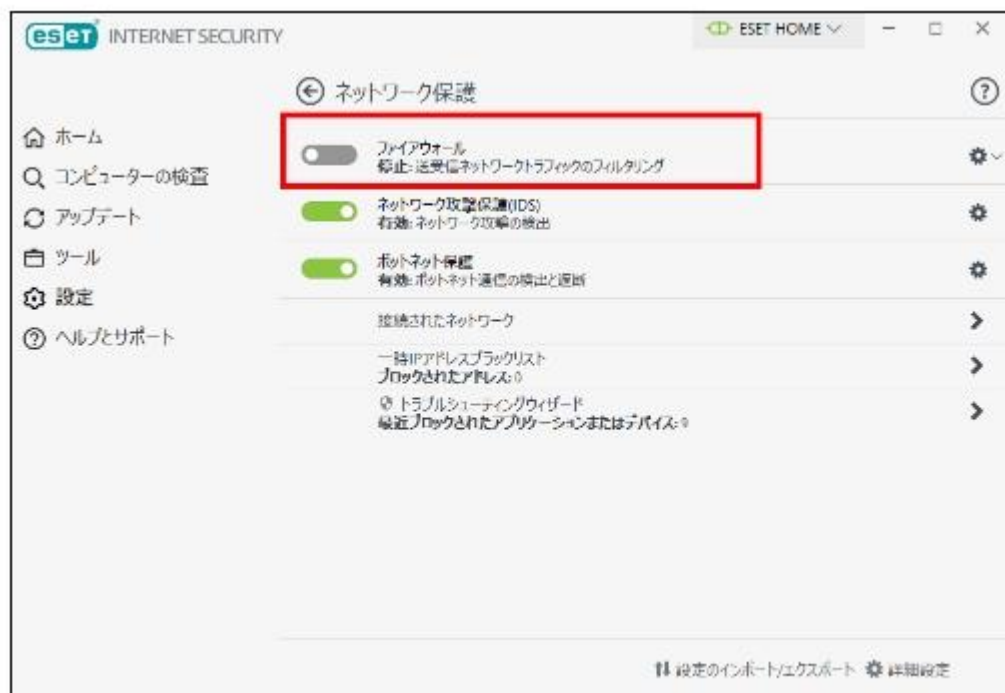 eset INTERNET SECURITY
ESET HOME
ネットワーク保護
ホーム
コンピューターの検査
アップデート
ツール
設定
ヘルプとサポート
ファイアウォール
停止: 送受信ネットワークトラフィックのフィルタリング
ネットワーク攻撃保護(IDS)
有効: ネットワーク攻撃の検出
ボットネット保護
有効: ボットネット通信の検出と遮断
接続されたネットワーク
一時IPアドレスブラックリスト
ブロックされたアドレス: 0
トラブルシューティングウィザード
最近ブロックされたアプリケーションまたはデバイス: 0
設定のインポート/エクスポート 詳細設定